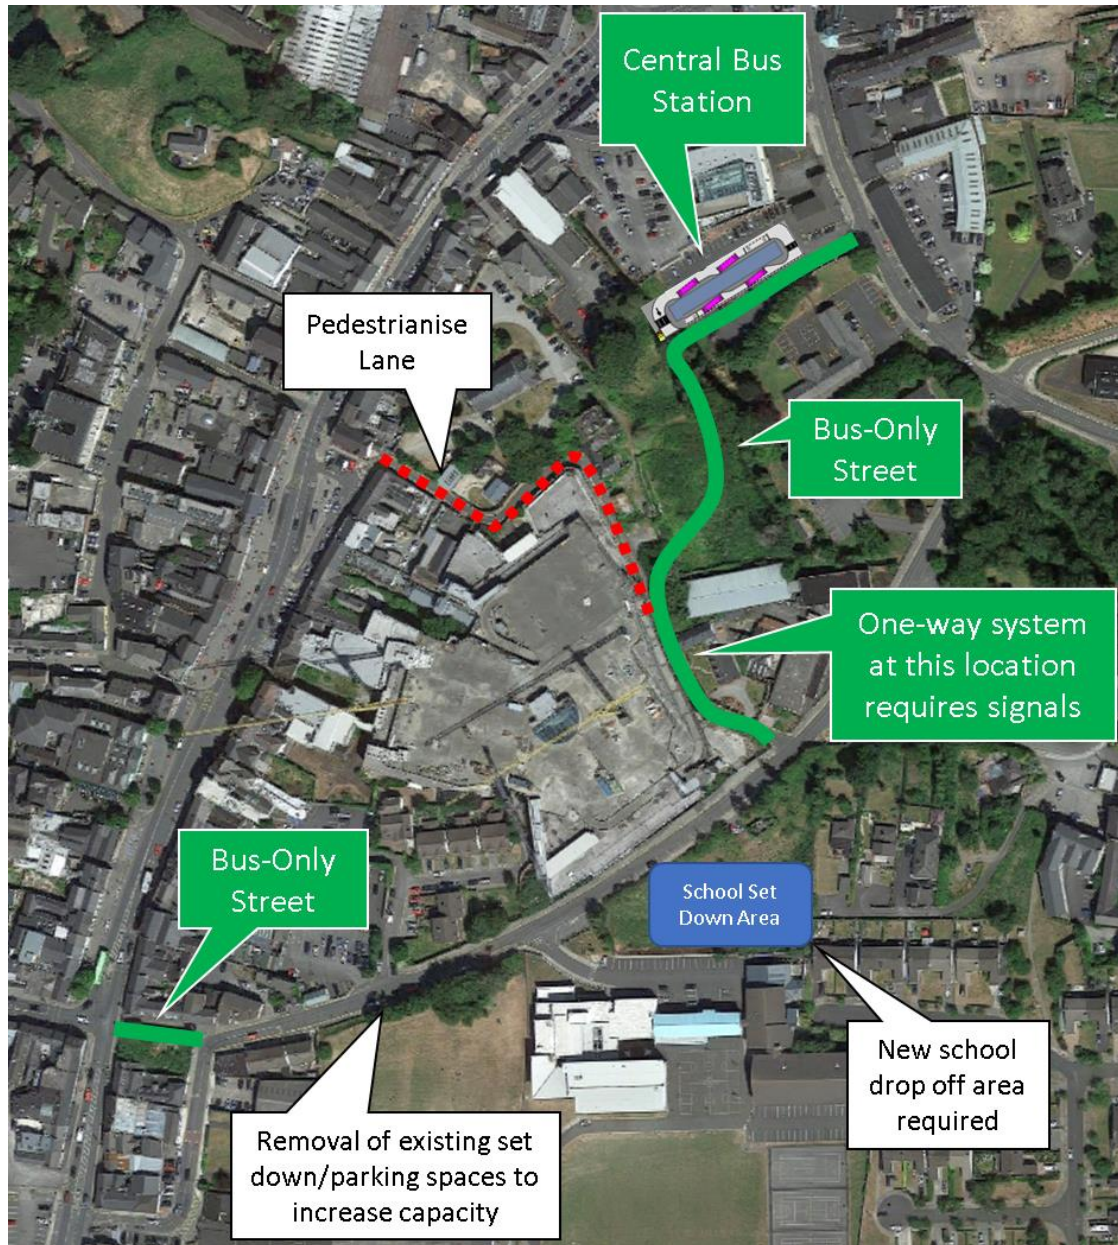 Central Bus
Station
Pedestrianise
Lane
Bus-Only
Street
One-way system
at this location
requires signals
Bus-Only
Street
School Set
Down Area
New school
drop off area
required
Removal of existing set
down/parking spaces to
increase capacity